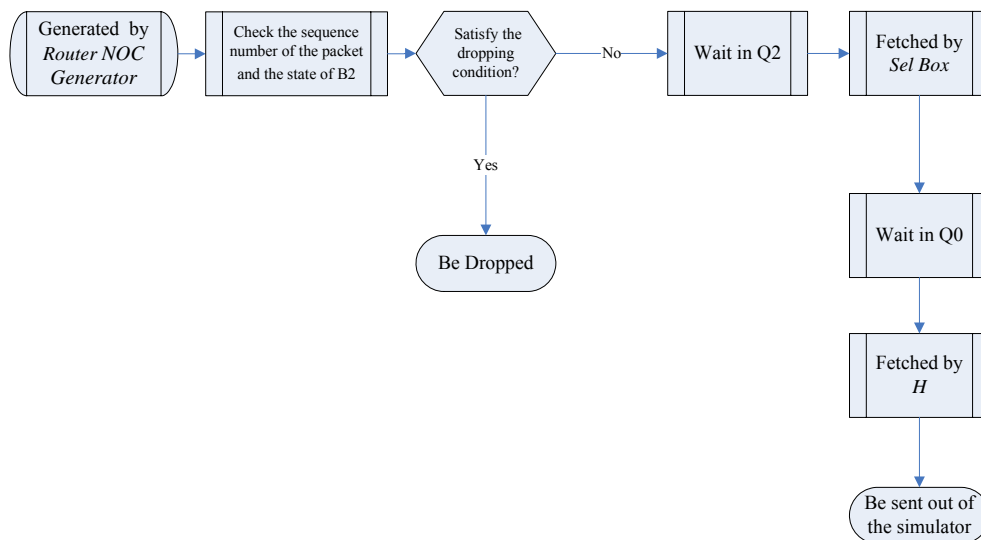 Generated by
Router NOC
Generator
Check the sequence
number of the packet
and the state of B2
Satisfy the
dropping
condition?
No
Wait in Q2
Fetched by
Sel Box
Yes
Be Dropped
Wait in Q0
Fetched by
H
Be sent out of
the simulator